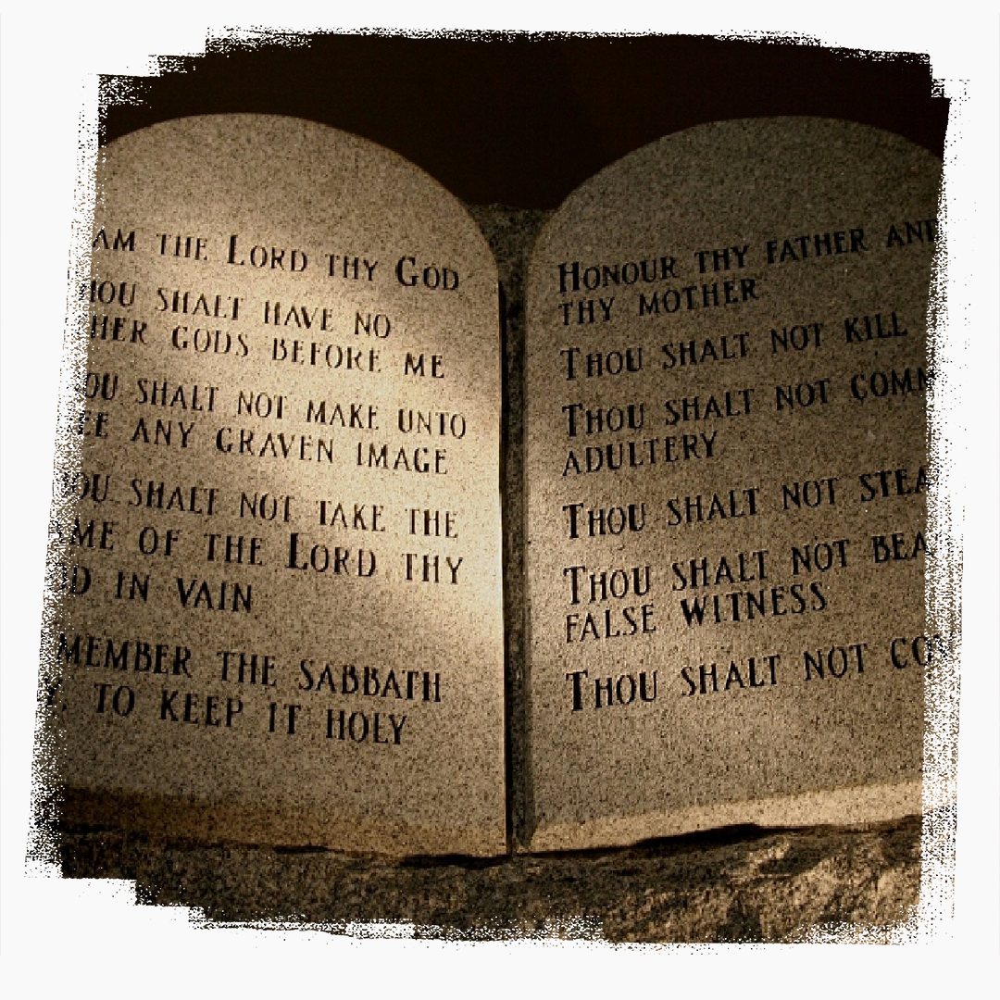 AM THE LORD THY GOD
HOU SHALT HAVE NO
HER GODS BEFORE ME
OU SHALT NOT MAKE UNTO
EE ANY GRAVEN IMAGE
OU SHALT NOT TAKE THE
ME OF THE LORD THY
D IN VAIN
MEMBER THE SABBATH
Y, TO KEEP IT HOLY
HONOUR THY FATHER AND
THY MOTHER
THOU SHALT NOT KILL
THOU SHALT NOT COMM
ADULTERY
THOU SHALT NOT STEA
THOU SHALT NOT BEA
FALSE WITNESS
THOU SHALT NOT COV